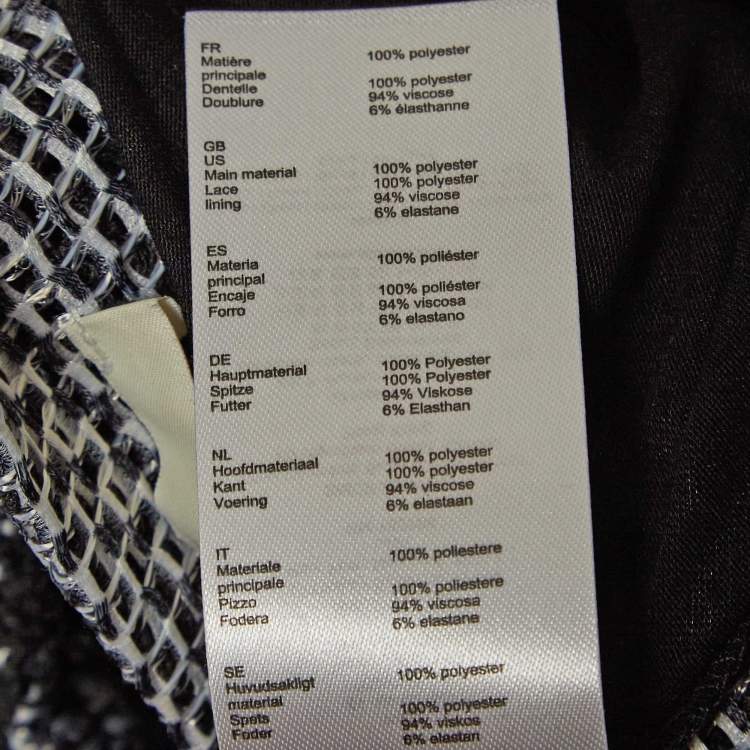 FR
Matière 100% polyester
principale
Dentelle 100% polyester
Doublure 94% viscose
6% élasthanne
GB
US
Main material 100% polyester
Lace 100% polyester
lining 94% viscose
6% elastane
ES
Materia 100% poliéster
principal
Encaje 100% poliéster
Forro 94% viscosa
6% elastano
DE
Hauptmaterial 100% Polyester
Spitze 100% Polyester
Futter 94% Viskose
6% Elasthan
NL
Hoofdmateriaal 100% polyester
Kant 100% polyester
Voering 94% viscose
6% elastaan
IT
Materiale 100% poliestere
principale
Pizzo 100% poliestere
Fodera 94% viscosa
6% elastane
SE
Huvudsakligt 100% polyester
material
Spets 100% polyester
Foder 94% viskos
6% elastan